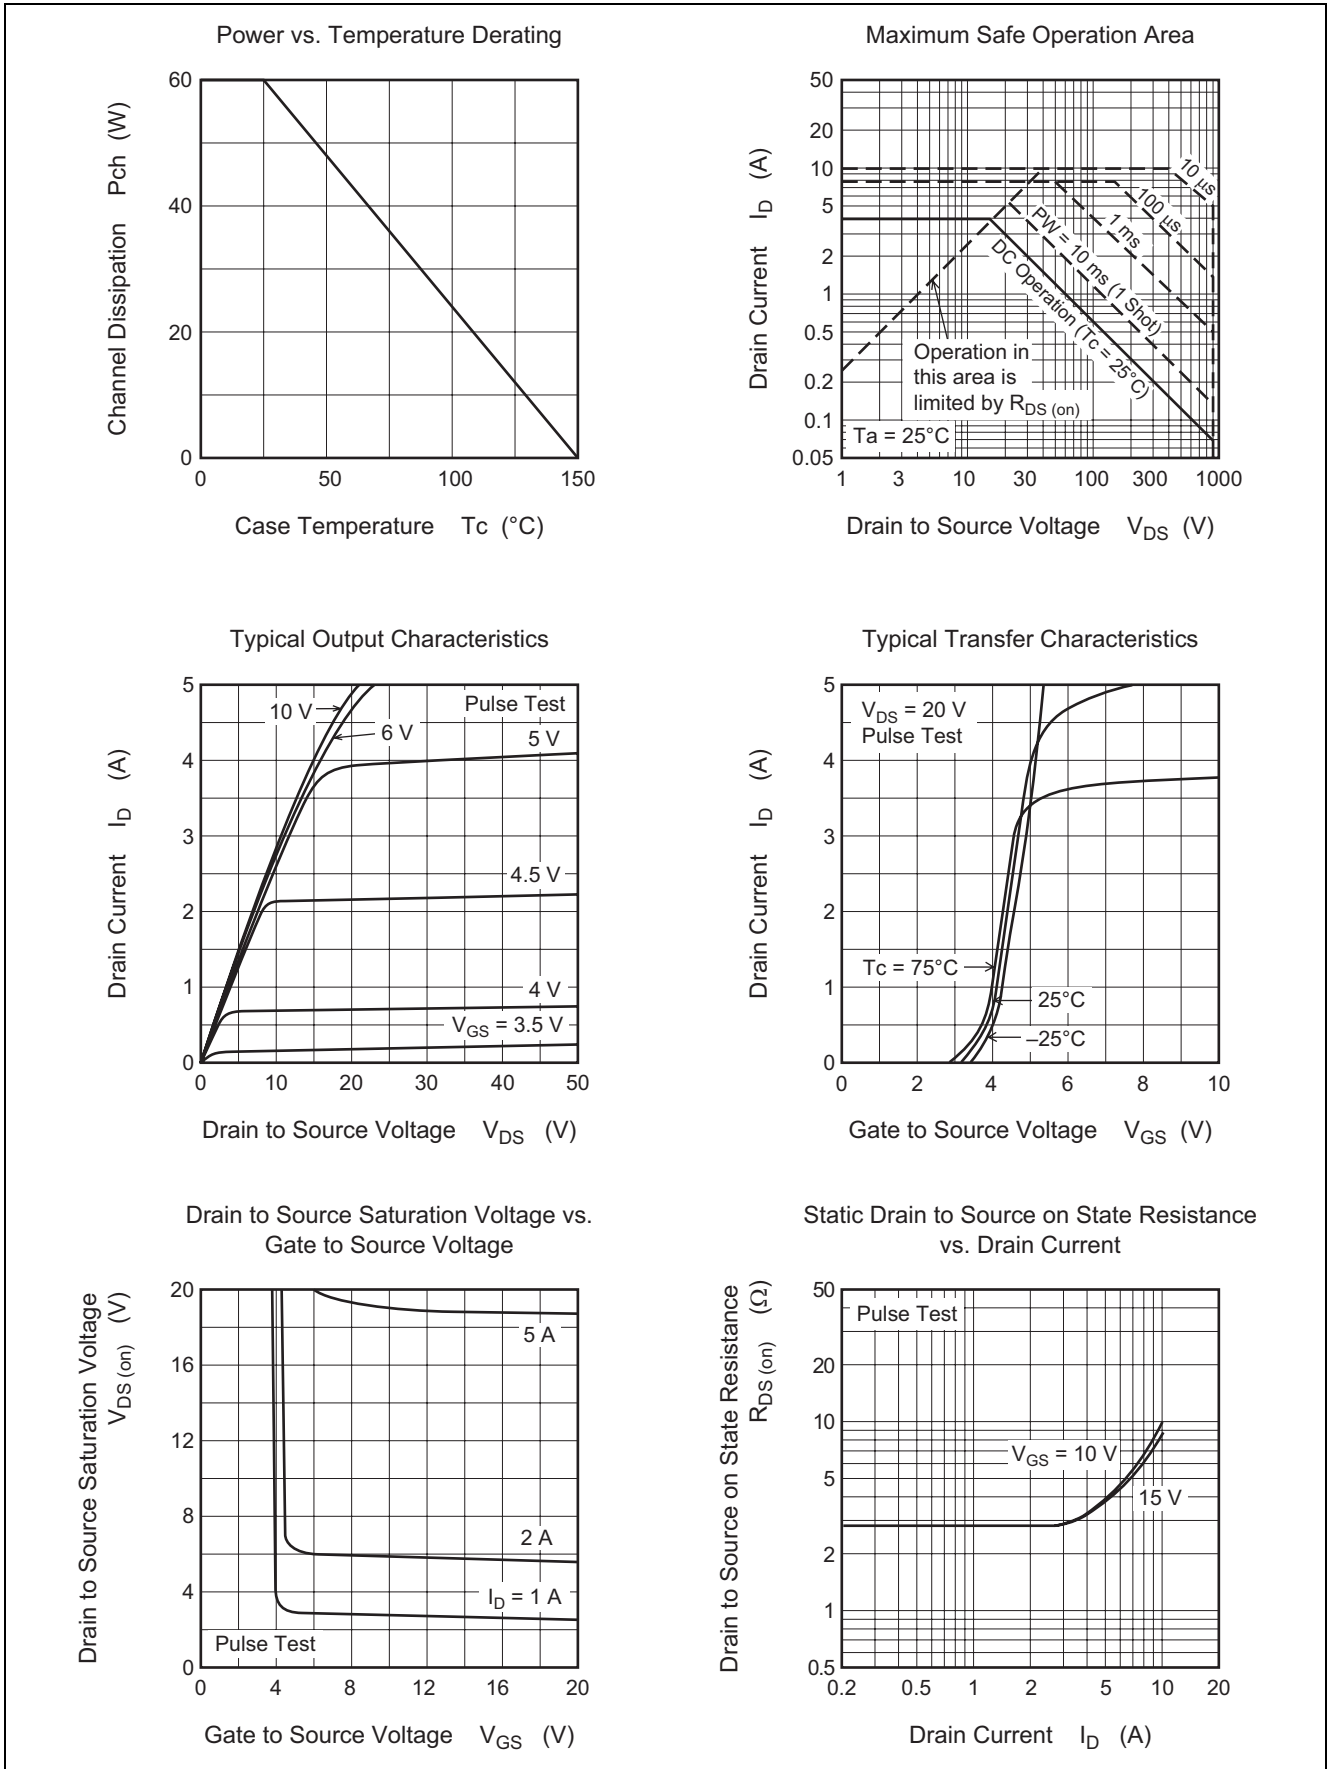 Power vs. Temperature Derating
Channel Dissipation Pch (W)
60
40
20
0
0 50 100 150
Case Temperature Tc (°C)
Maximum Safe Operation Area
Drain Current I_D (A)
50
20
10
5
2
1
0.5
0.2
0.1
0.05
10 μs
100 μs
1 ms
PW = 10 ms (1 Shot)
DC Operation (Tc = 25°C)
Operation in
this area is
limited by R_DS (on)
Ta = 25°C
1 3 10 30 100 300 1000
Drain to Source Voltage V_DS (V)
Typical Output Characteristics
Drain Current I_D (A)
5
4
3
2
1
0
10 V
6 V
Pulse Test
5 V
4.5 V
4 V
V_GS = 3.5 V
0 10 20 30 40 50
Drain to Source Voltage V_DS (V)
Typical Transfer Characteristics
Drain Current I_D (A)
5
4
3
2
1
0
V_DS = 20 V
Pulse Test
Tc = 75°C
25°C
–25°C
0 2 4 6 8 10
Gate to Source Voltage V_GS (V)
Drain to Source Saturation Voltage vs.
Gate to Source Voltage
Drain to Source Saturation Voltage
V_DS (on) (V)
20
16
12
8
4
0
5 A
2 A
I_D = 1 A
Pulse Test
0 4 8 12 16 20
Gate to Source Voltage V_GS (V)
Static Drain to Source on State Resistance
vs. Drain Current
Drain to Source on State Resistance
R_DS (on) (Ω)
50
20
10
5
2
1
0.5
Pulse Test
V_GS = 10 V
15 V
0.2 0.5 1 2 5 10 20
Drain Current I_D (A)